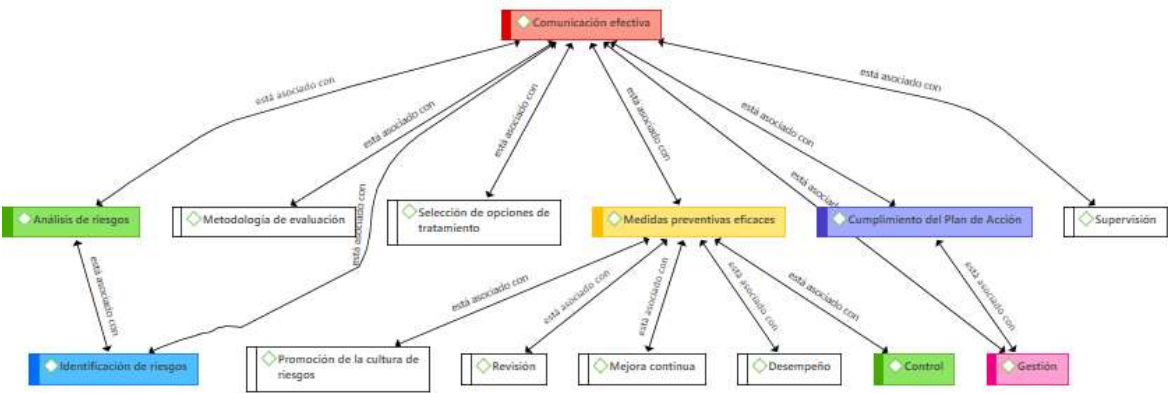 Comunicación efectiva
está asociado con
está asociado con
está asociado con
está asociado con
está asociado con
está asociado con
está asociado con
está asociado
Análisis de riesgos
Metodología de evaluación
Selección de opciones de
tratamiento
Medidas preventivas eficaces
Cumplimiento del Plan de Acción
Supervisión
está asociado con
está asociado con
está asociado con
está asociado con
está asociado con
está asociado con
está asociado con
Identificación de riesgos
Promoción de la cultura de
riesgos
Revisión
Mejora continua
Desempeño
Control
Gestión